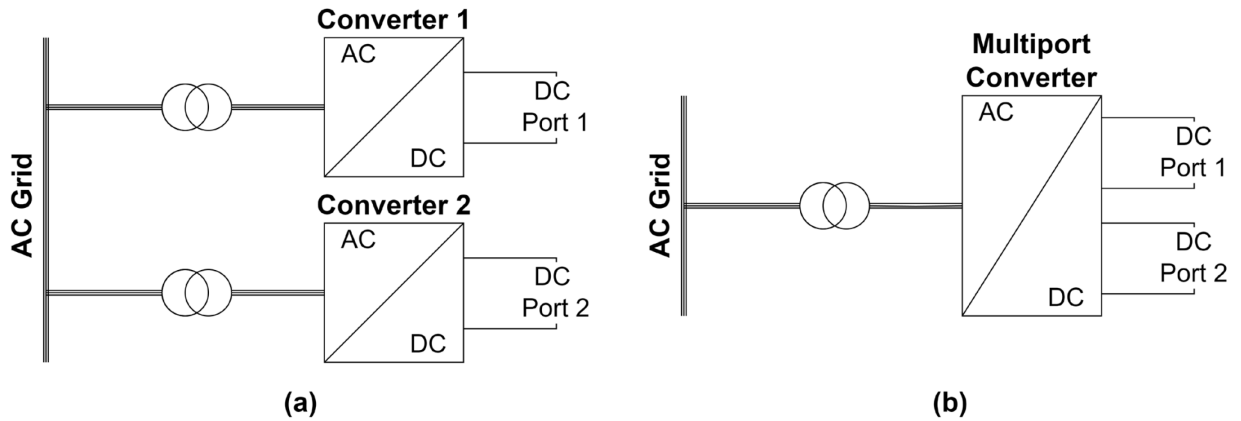 Converter 1
AC
DC
DC
Port 1
AC Grid
Converter 2
AC
DC
DC
Port 2
(a)
Multiport
Converter
AC
DC
DC
Port 1
DC
Port 2
AC Grid
(b)